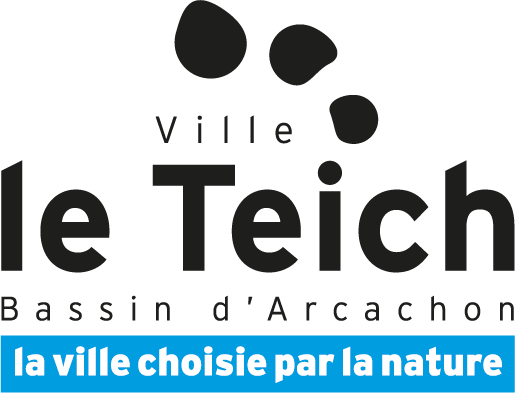 Ville
le Teich
Bassin d'Arcachon
la ville choisie par la nature